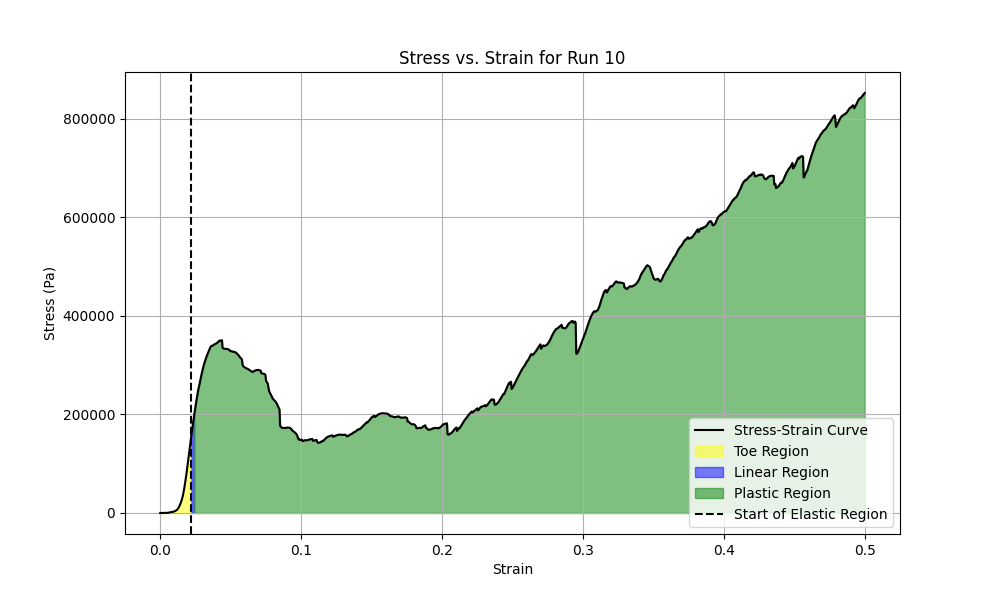 Stress vs. Strain for Run 10
Stress (Pa)
800000
600000
400000
200000
0
0.0
0.1
0.2
0.3
0.4
0.5
Strain
Stress-Strain Curve
Toe Region
Linear Region
Plastic Region
Start of Elastic Region